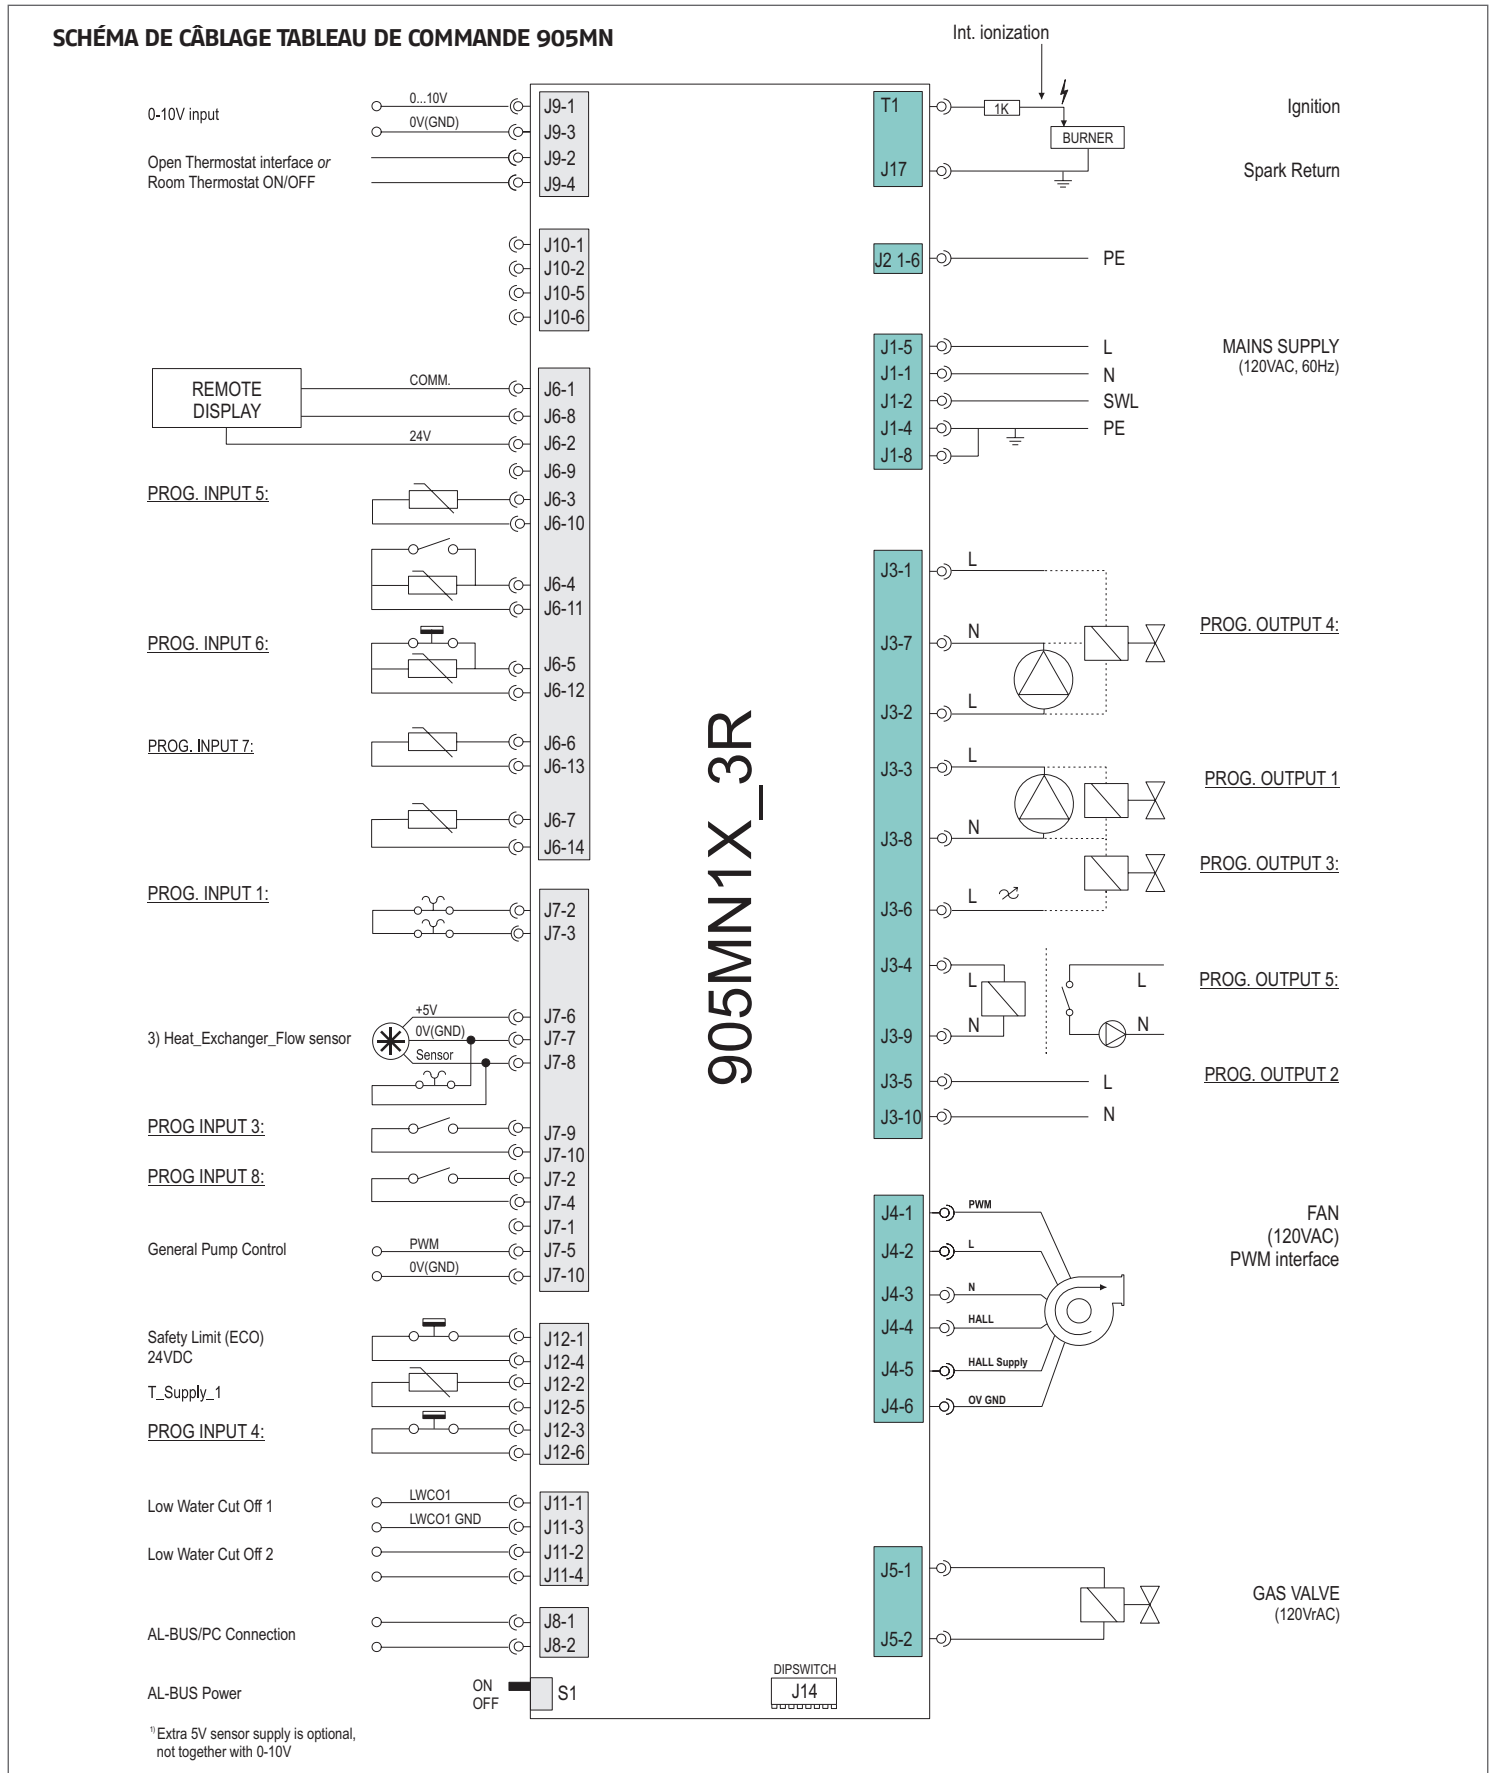 SCHÉMA DE CÂBLAGE TABLEAU DE COMMANDE 905MN
Int. ionization
0-10V input
0...10V
J9-1
0V(GND)
J9-3
Open Thermostat interface or
Room Thermostat ON/OFF
J9-2
J9-4
J10-1
J10-2
J10-5
J10-6
REMOTE
DISPLAY
COMM.
J6-1
J6-8
24V
J6-2
J6-9
PROG. INPUT 5:
J6-3
J6-10
J6-4
J6-11
PROG. INPUT 6:
J6-5
J6-12
PROG. INPUT 7:
J6-6
J6-13
J6-7
J6-14
PROG. INPUT 1:
J7-2
J7-3
3) Heat_Exchanger_Flow sensor
+5V
J7-6
0V(GND)
J7-7
Sensor
J7-8
PROG INPUT 3:
J7-9
J7-10
PROG INPUT 8:
J7-2
J7-4
J7-1
General Pump Control
PWM
J7-5
0V(GND)
J7-10
Safety Limit (ECO)
24VDC
J12-1
J12-4
T_Supply_1
J12-2
J12-5
PROG INPUT 4:
J12-3
J12-6
Low Water Cut Off 1
LWCO1
J11-1
LWCO1 GND
J11-3
Low Water Cut Off 2
J11-2
J11-4
AL-BUS/PC Connection
J8-1
J8-2
AL-BUS Power
ON
OFF
S1
1) Extra 5V sensor supply is optional,
not together with 0-10V
905MN1X_3R
DIPSWITCH
J14
T1
1K
BURNER
Ignition
J17
Spark Return
J2 1-6
PE
J1-5
L
MAINS SUPPLY
(120VAC, 60Hz)
J1-1
N
J1-2
SWL
J1-4
PE
J1-8
J3-1
L
PROG. OUTPUT 4:
J3-7
N
J3-2
L
J3-3
L
PROG. OUTPUT 1
J3-8
N
PROG. OUTPUT 3:
J3-6
L
J3-4
L
L
PROG. OUTPUT 5:
J3-9
N
N
J3-5
L
PROG. OUTPUT 2
J3-10
N
J4-1
PWM
FAN
(120VAC)
PWM interface
J4-2
L
J4-3
N
J4-4
HALL
J4-5
HALL Supply
J4-6
OV GND
J5-1
GAS VALVE
(120VrAC)
J5-2